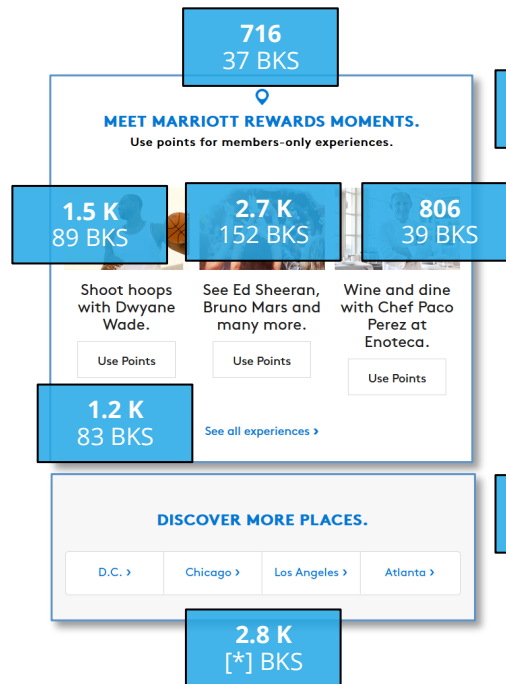 716
37 BKS
MEET MARRIOTT REWARDS MOMENTS.
Use points for members-only experiences.
1.5 K
89 BKS
2.7 K
152 BKS
806
39 BKS
Shoot hoops
with Dwyane
Wade.
Use Points
See Ed Sheeran,
Bruno Mars and
many more.
Use Points
Wine and dine
with Chef Paco
Perez at
Enoteca.
Use Points
1.2 K
83 BKS
See all experiences ›
DISCOVER MORE PLACES.
D.C. ›
Chicago ›
Los Angeles ›
Atlanta ›
2.8 K
[*] BKS